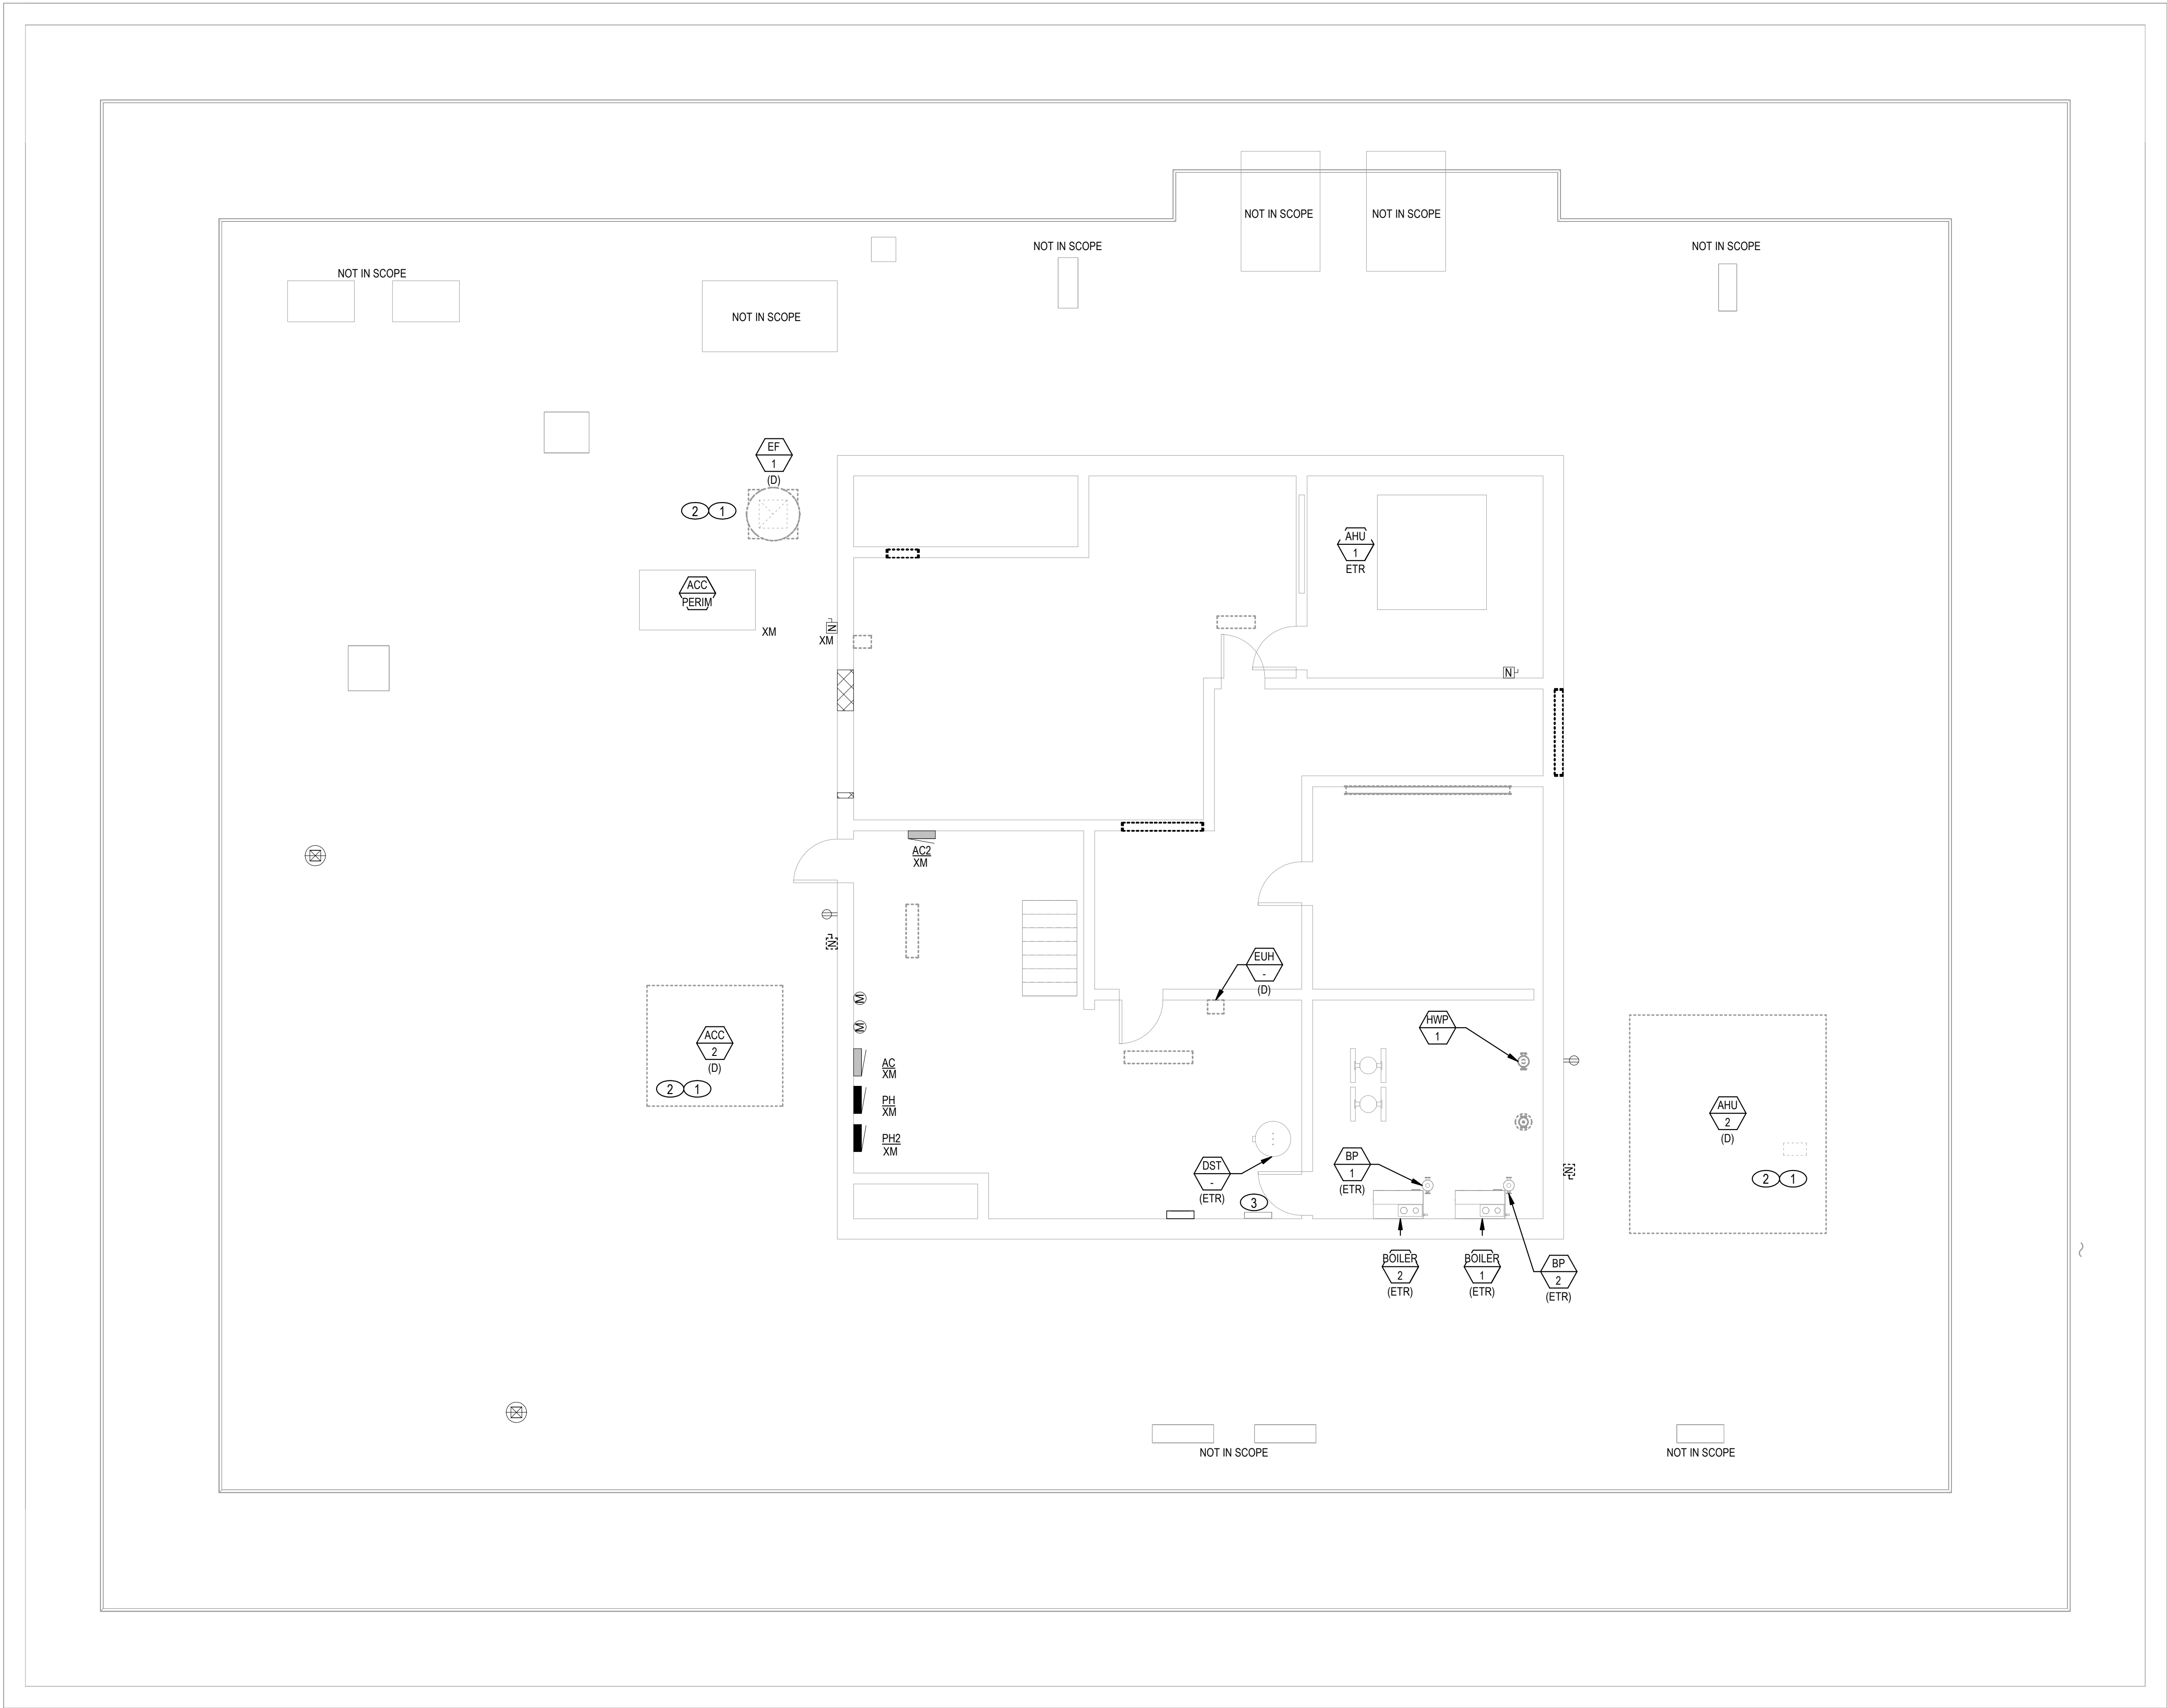 NOT IN SCOPE
NOT IN SCOPE
NOT IN SCOPE
NOT IN SCOPE
NOT IN SCOPE
NOT IN SCOPE
EF
1
(D)
2 1
AHU
1
ETR
ACC
PERIM
XM
N
XM
N
AC2
XM
N
EUH
-
(D)
M
M
HWP
1
ACC
2
(D)
2 1
AC
XM
PH
XM
PH2
XM
AHU
2
(D)
2 1
DST
-
(ETR)
BP
1
(ETR)
N
3
BOILER
2
(ETR)
BOILER
1
(ETR)
BP
2
(ETR)
NOT IN SCOPE
NOT IN SCOPE